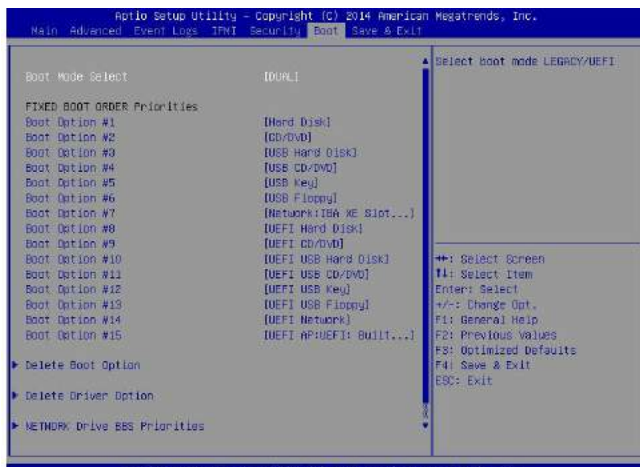 Aptio Setup Utility – Copyright (C) 2014 American Megatrends, Inc.
Main Advanced Event Logs IPMI Security Boot Save & Exit
Boot Mode Select [DUAL]
FIXED BOOT ORDER Priorities
Boot Option #1 [Hard Disk]
Boot Option #2 [CD/DVD]
Boot Option #3 [USB Hard Disk]
Boot Option #4 [USB CD/DVD]
Boot Option #5 [USB Key]
Boot Option #6 [USB Floppy]
Boot Option #7 [Network:IBA XE Slot...]
Boot Option #8 [UEFI Hard Disk]
Boot Option #9 [UEFI CD/DVD]
Boot Option #10 [UEFI USB Hard Disk]
Boot Option #11 [UEFI USB CD/DVD]
Boot Option #12 [UEFI USB Key]
Boot Option #13 [UEFI USB Floppy]
Boot Option #14 [UEFI Network]
Boot Option #15 [UEFI AP:UEFI: Built...]
Delete Boot Option
Delete Driver Option
NETWORK Drive BBS Priorities
Select boot mode LEGACY/UEFI
→←: Select Screen
↑↓: Select Item
Enter: Select
+/-: Change Opt.
F1: General Help
F2: Previous Values
F3: Optimized Defaults
F4: Save & Exit
ESC: Exit